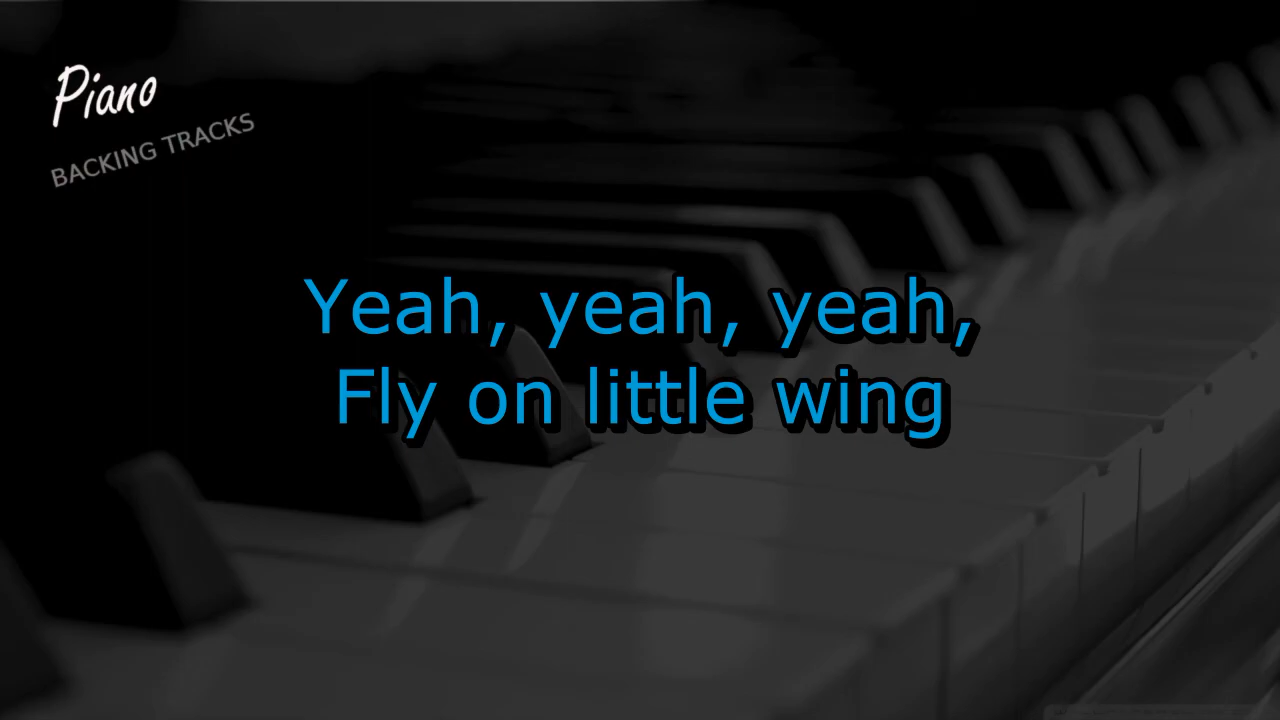 Piano
BACKING TRACKS
Yeah, yeah, yeah,
Fly on little wing